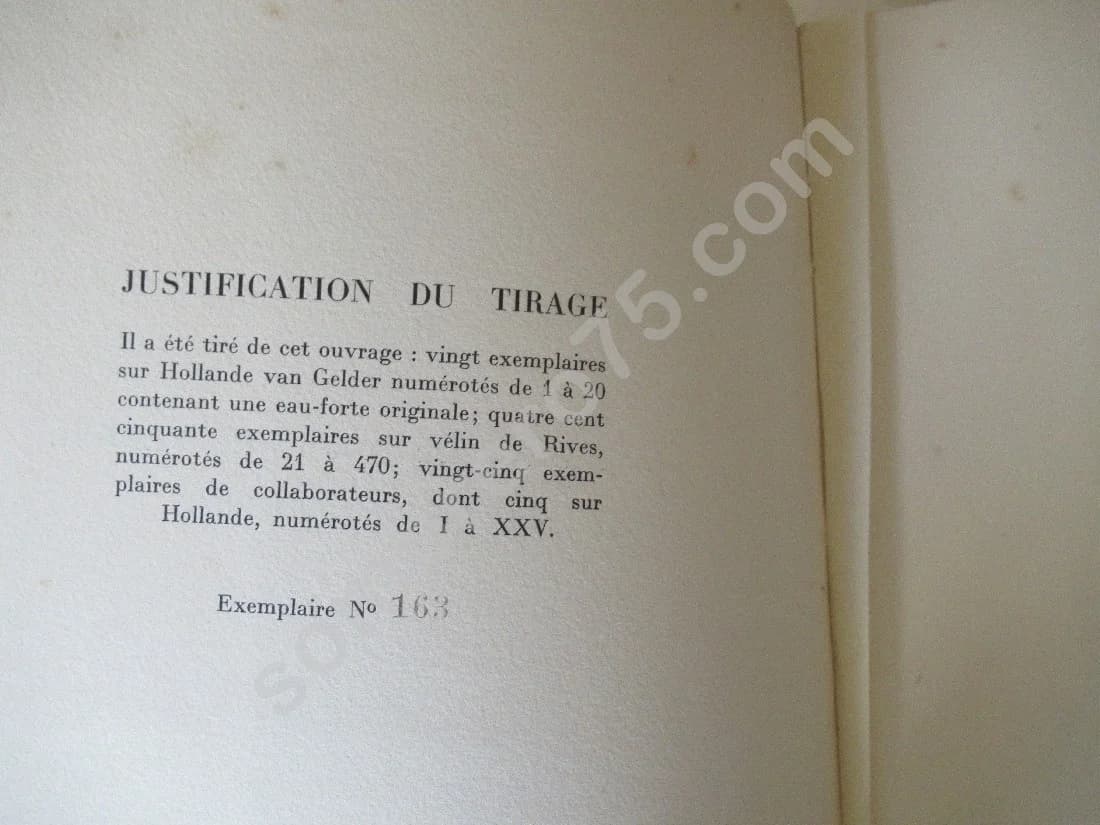 JUSTIFICATION DU TIRAGE
Il a été tiré de cet ouvrage : vingt exemplaires
sur Hollande van Gelder numérotés de 1 à 20
contenant une eau-forte originale; quatre cent
cinquante exemplaires sur vélin de Rives,
numérotés de 21 à 470; vingt-cinq exem-
plaires de collaborateurs, dont cinq sur
Hollande, numérotés de I à XXV.
Exemplaire No 163